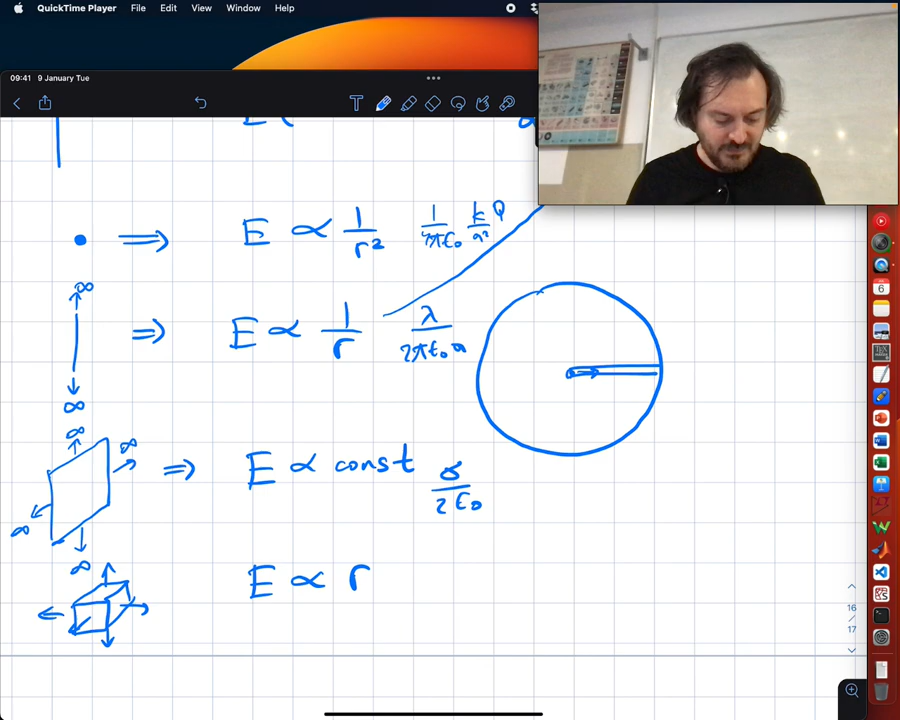 QuickTime Player File Edit View Window Help
09:41 9 January Tue
T
E(
⇒ E ∝ 1/r² 1/4πε₀ k/r² Q
∞
⇒ E ∝ 1/r λ/2πε₀r
∞
∞
∞
⇒ E ∝ const σ/2ε₀
∞
∞
E ∝ r
6
16
/
17